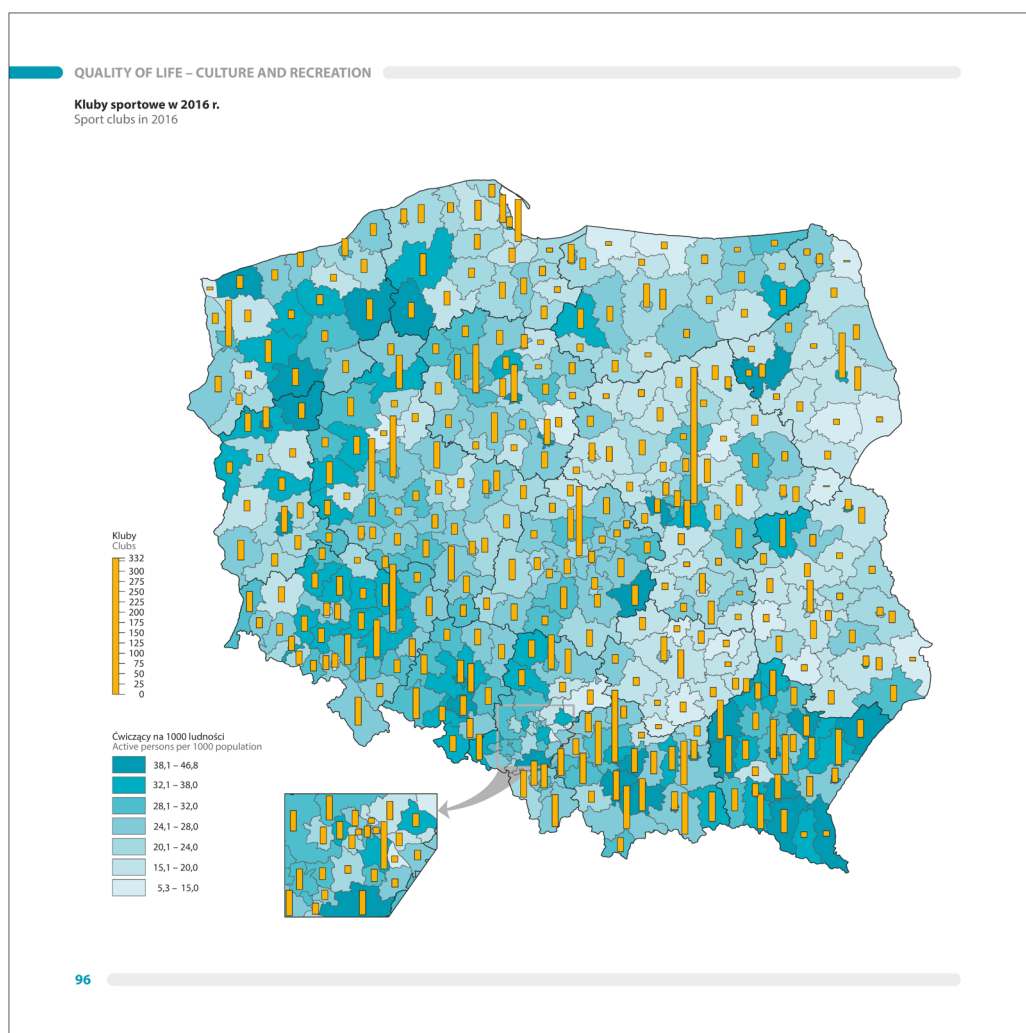 QUALITY OF LIFE – CULTURE AND RECREATION
Kluby sportowe w 2016 r.
Sport clubs in 2016
Kluby
Clubs
332
300
275
250
225
200
175
150
125
100
75
50
25
0
Ćwiczący na 1000 ludności
Active persons per 1000 population
38,1 – 46,8
32,1 – 38,0
28,1 – 32,0
24,1 – 28,0
20,1 – 24,0
15,1 – 20,0
5,3 – 15,0
96